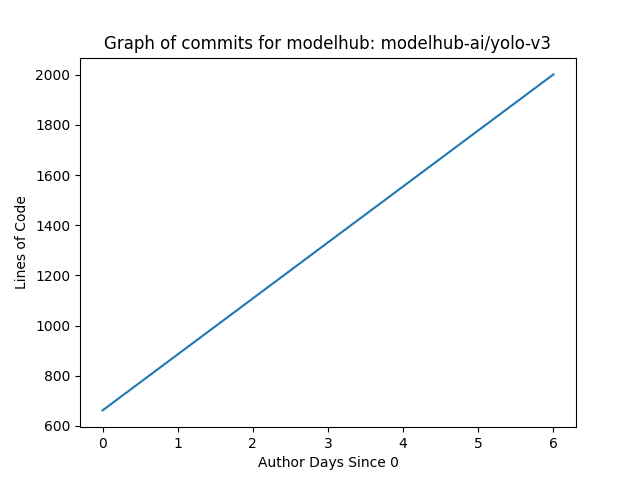 Graph of commits for modelhub: modelhub-ai/yolo-v3
2000
1800
1600
1400
1200
1000
800
600
Lines of Code
0 1 2 3 4 5 6
Author Days Since 0